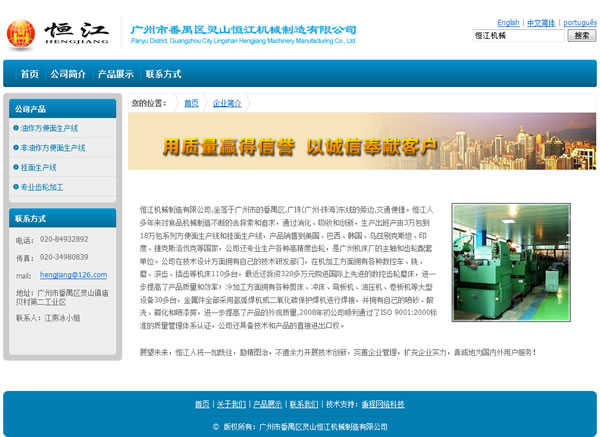 恒江
HENGJIANG
广州市番禺区灵山恒江机械制造有限公司
Panyu District, Guangzhou City Lingshan Hengjiang Machinery Manufacturing Co., Ltd.
English | 中文简体 | português
恒江机械 搜索
首页 公司简介 产品展示 联系方式
公司产品
油炸方便面生产线
非油炸方便面生产线
挂面生产线
专业齿轮加工
联系方式
电话: 020-84932892
传真: 020-34980839
mail: hengjiang@126.com
地址: 广州市番禺区灵山镇庙
贝村第二工业区
联系人: 江燕冰小姐
您的位置: 首页 企业简介
用质量赢得信誉 以诚信奉献客户
恒江机械制造有限公司,坐落于广州市的番禺区,广珠(广州-珠海)东线的旁边,交通便捷。恒江人
多年来对食品机械制造不断的去探索和追求,通过消化、吸收和创新,生产出班产由3万包到
18万包系列方便面生产线和挂面生产线,产品销售到美国、巴西、韩国、乌兹别克斯坦、印
度、捷克斯洛伐克等国家,公司还专业生产各种高精度齿轮,是广州机床厂的主轴和齿轮配套
单位。公司在技术设计方面拥有自己的技术研发部门,在机加工方面拥有各种数控车、铣、
磨、滚齿、插齿等机床110多台,最近还投资320多万元购进国际上先进的数控齿轮磨床,进一
步提高了产品质量和效率;冷加工方面拥有各种剪床、冲床、弯板机、油压机、卷板机等大型
设备30多台,金属件全部采用氩弧焊机或二氧化碳保护焊机进行焊接,并拥有自己的喷砂、酸
洗、磷化和喷漆房,进一步提高了产品的外观质量,2008年初公司顺利通过了ISO 9001:2000标
准的质量管理体系认证,公司还具备技术和产品的直接进出口权。
展望未来,恒江人将一如既往,励精图治,不遗余力开展技术创新,完善企业管理,扩充企业实力,真诚地为国内外用户服务!
首页 | 关于我们 | 产品展示 | 联系我们 | 技术支持:
© 版权所有: 广州市番禺区灵山恒江机械制造有限公司